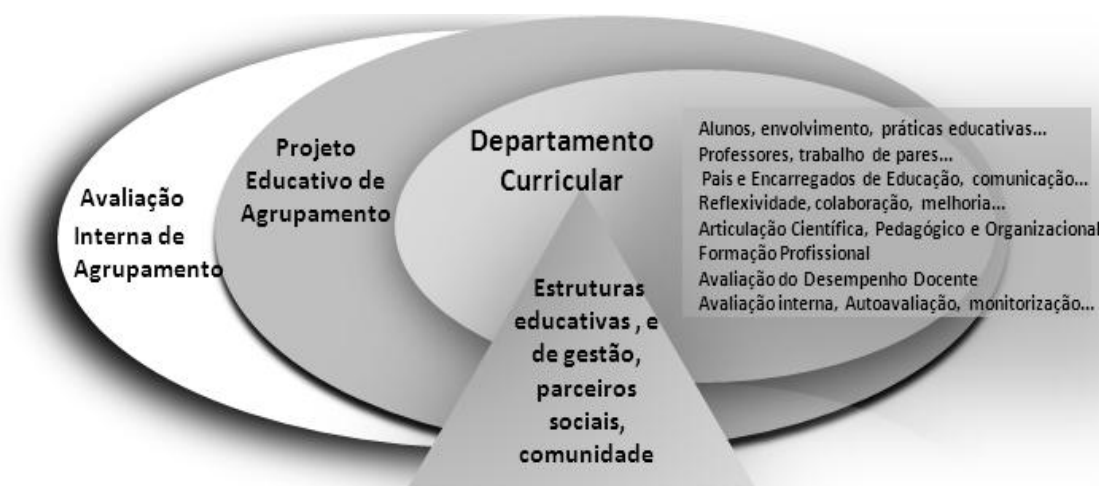 Avaliação
Interna de
Agrupamento
Projeto
Educativo de
Agrupamento
Departamento
Curricular
Alunos, envolvimento, práticas educativas...
Professores, trabalho de pares...
Pais e Encarregados de Educação, comunicação...
Reflexividade, colaboração, melhoria...
Articulação Científica, Pedagógico e Organizacional
Formação Profissional
Avaliação do Desempenho Docente
Avaliação interna, Autoavaliação, monitorização...
Estruturas
educativas , e
de gestão,
parceiros
sociais,
comunidade